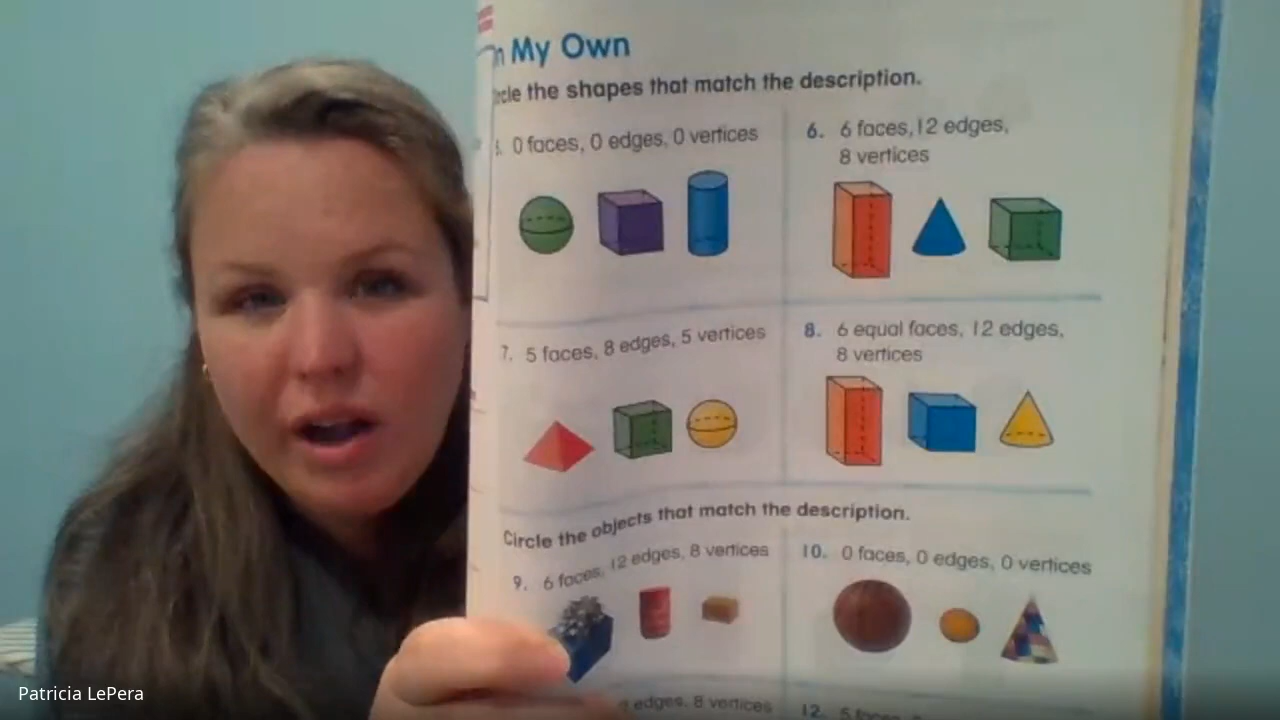 My Own
the shapes that match the description.
0 faces, 0 edges, 0 vertices
6. 6 faces, 12 edges,
8 vertices
7. 5 faces, 8 edges, 5 vertices
8. 6 equal faces, 12 edges,
8 vertices
Circle the objects that match the description.
9. 6 faces, 12 edges, 8 vertices
10. 0 faces, 0 edges, 0 vertices
edges, 8 vertices
12. 5 faces,
Patricia LePera